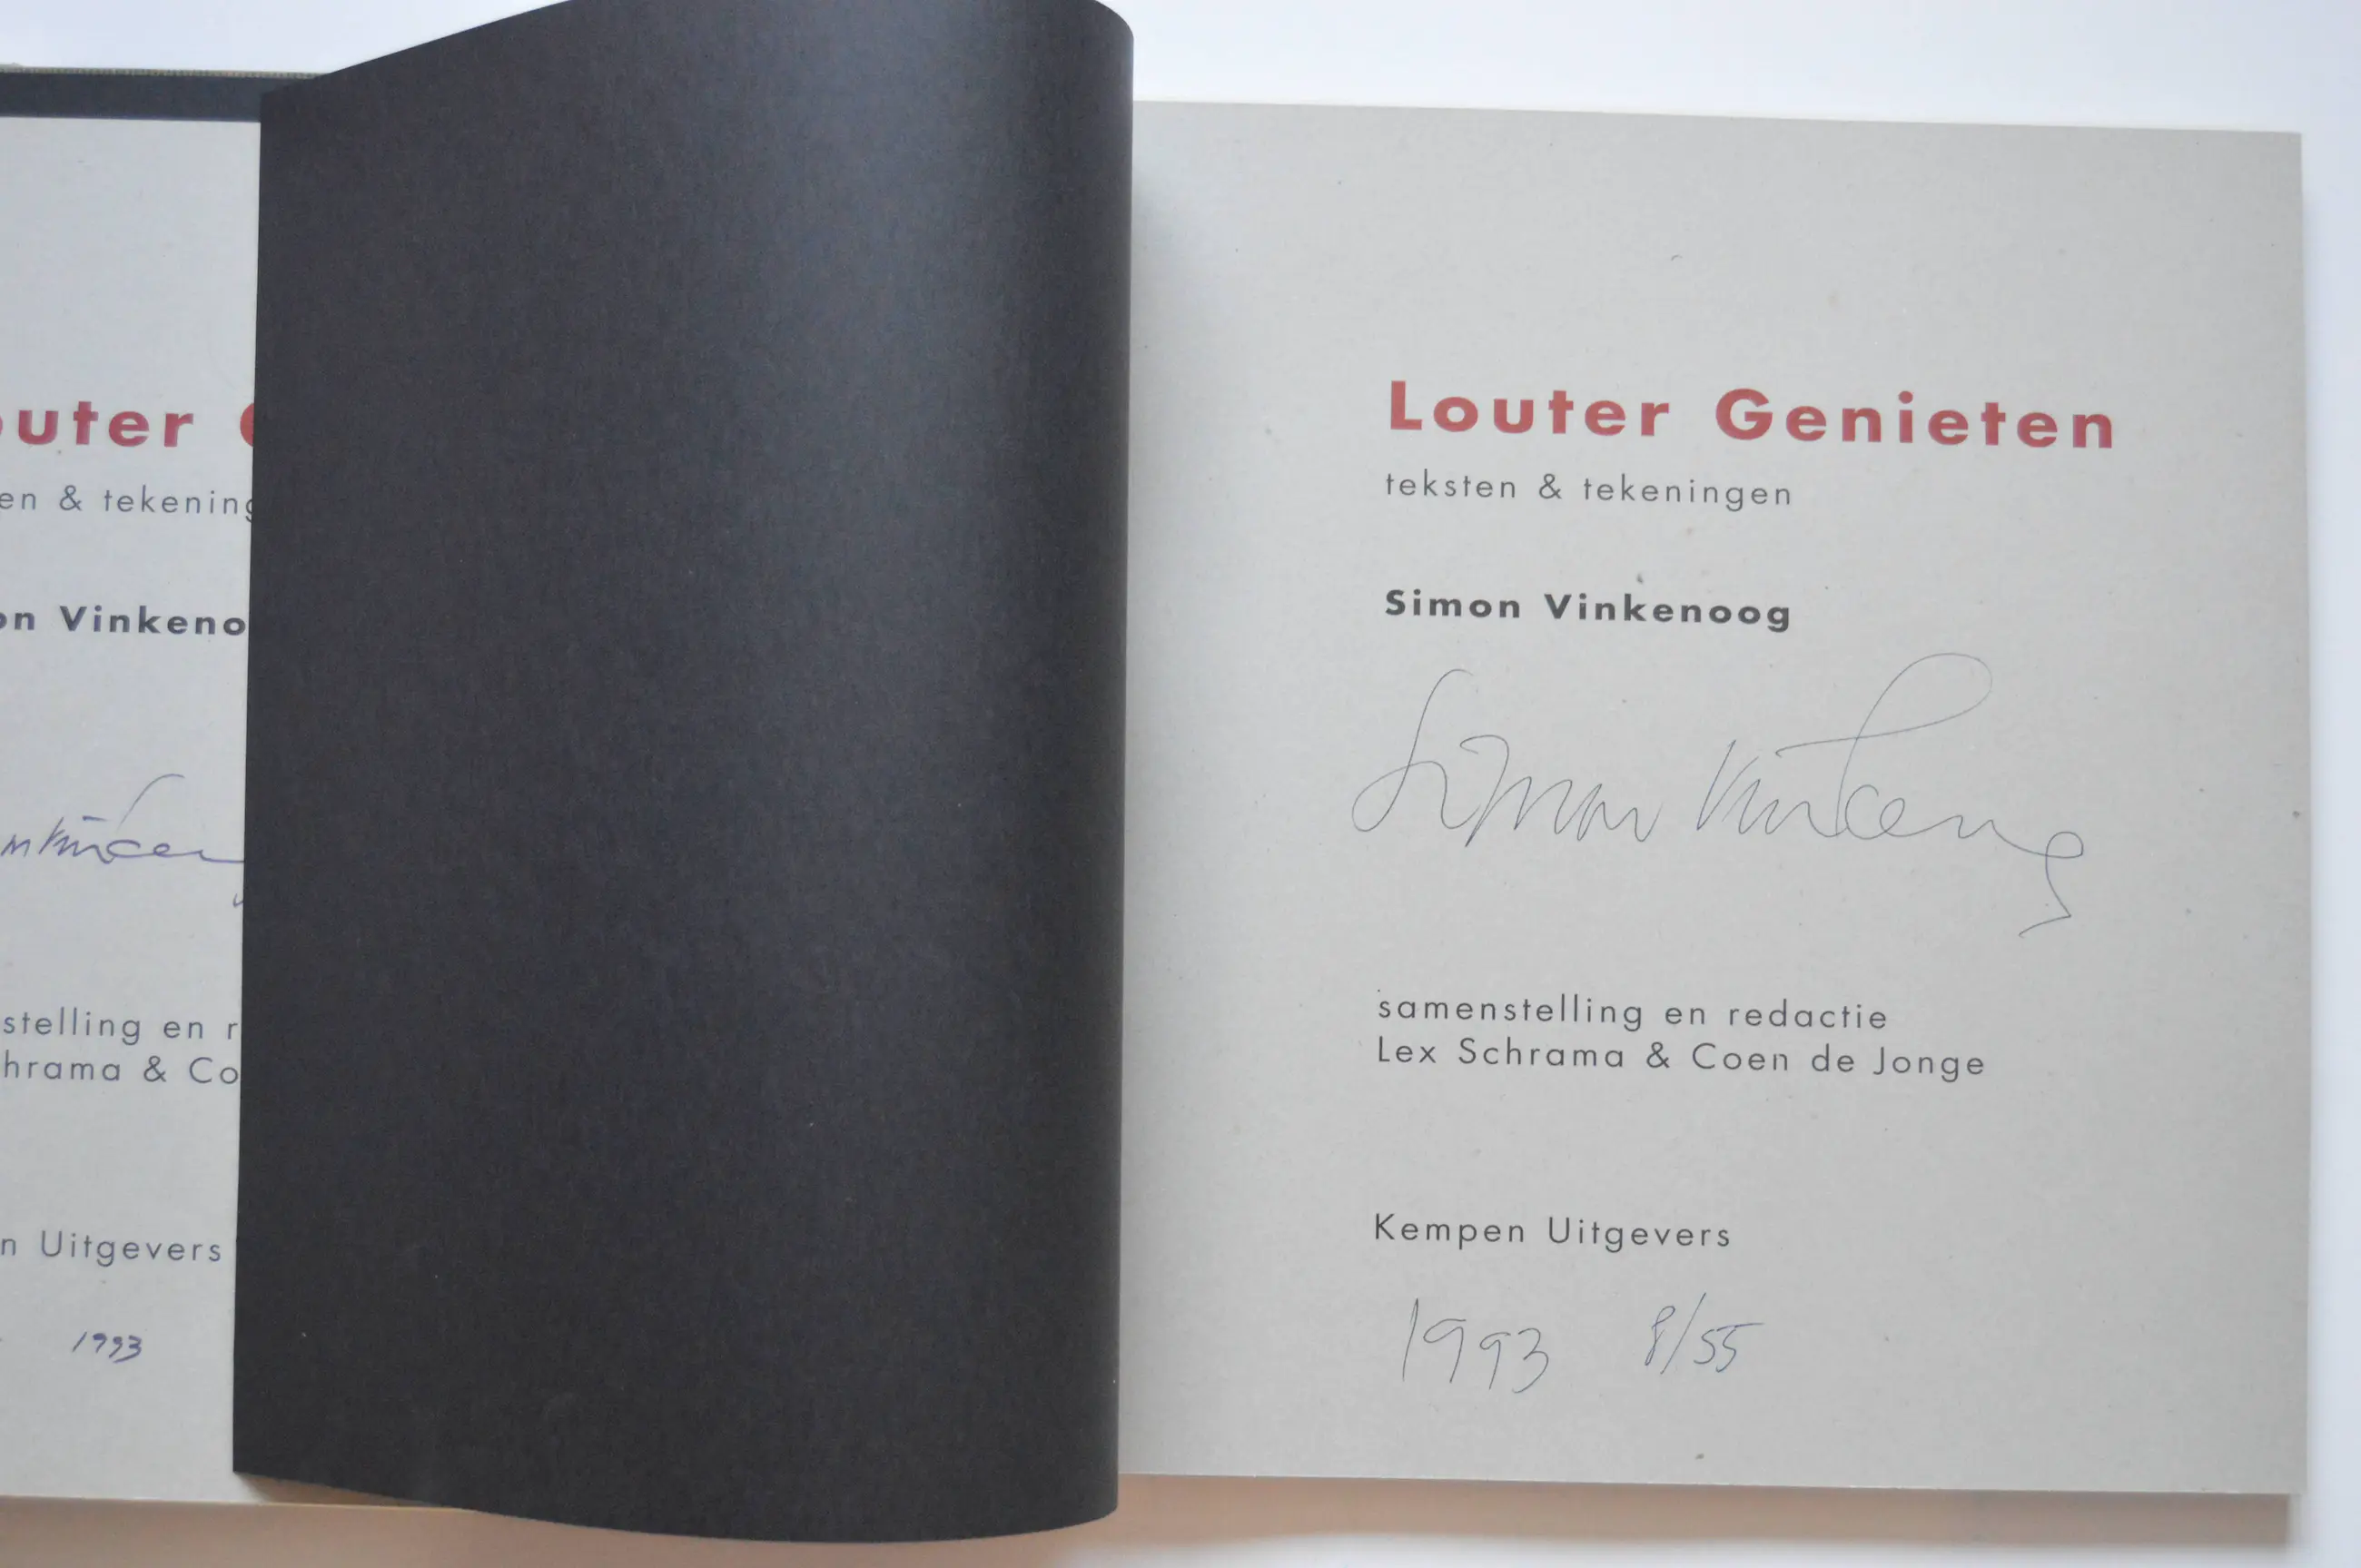 outer
en & tekening
on Vinkeno
stelling en r
hrama & Co
n Uitgevers
1993
Louter Genieten
teksten & tekeningen
Simon Vinkenoog
Simon Vinkenoog
samenstelling en redactie
Lex Schrama & Coen de Jonge
Kempen Uitgevers
1993 8/55